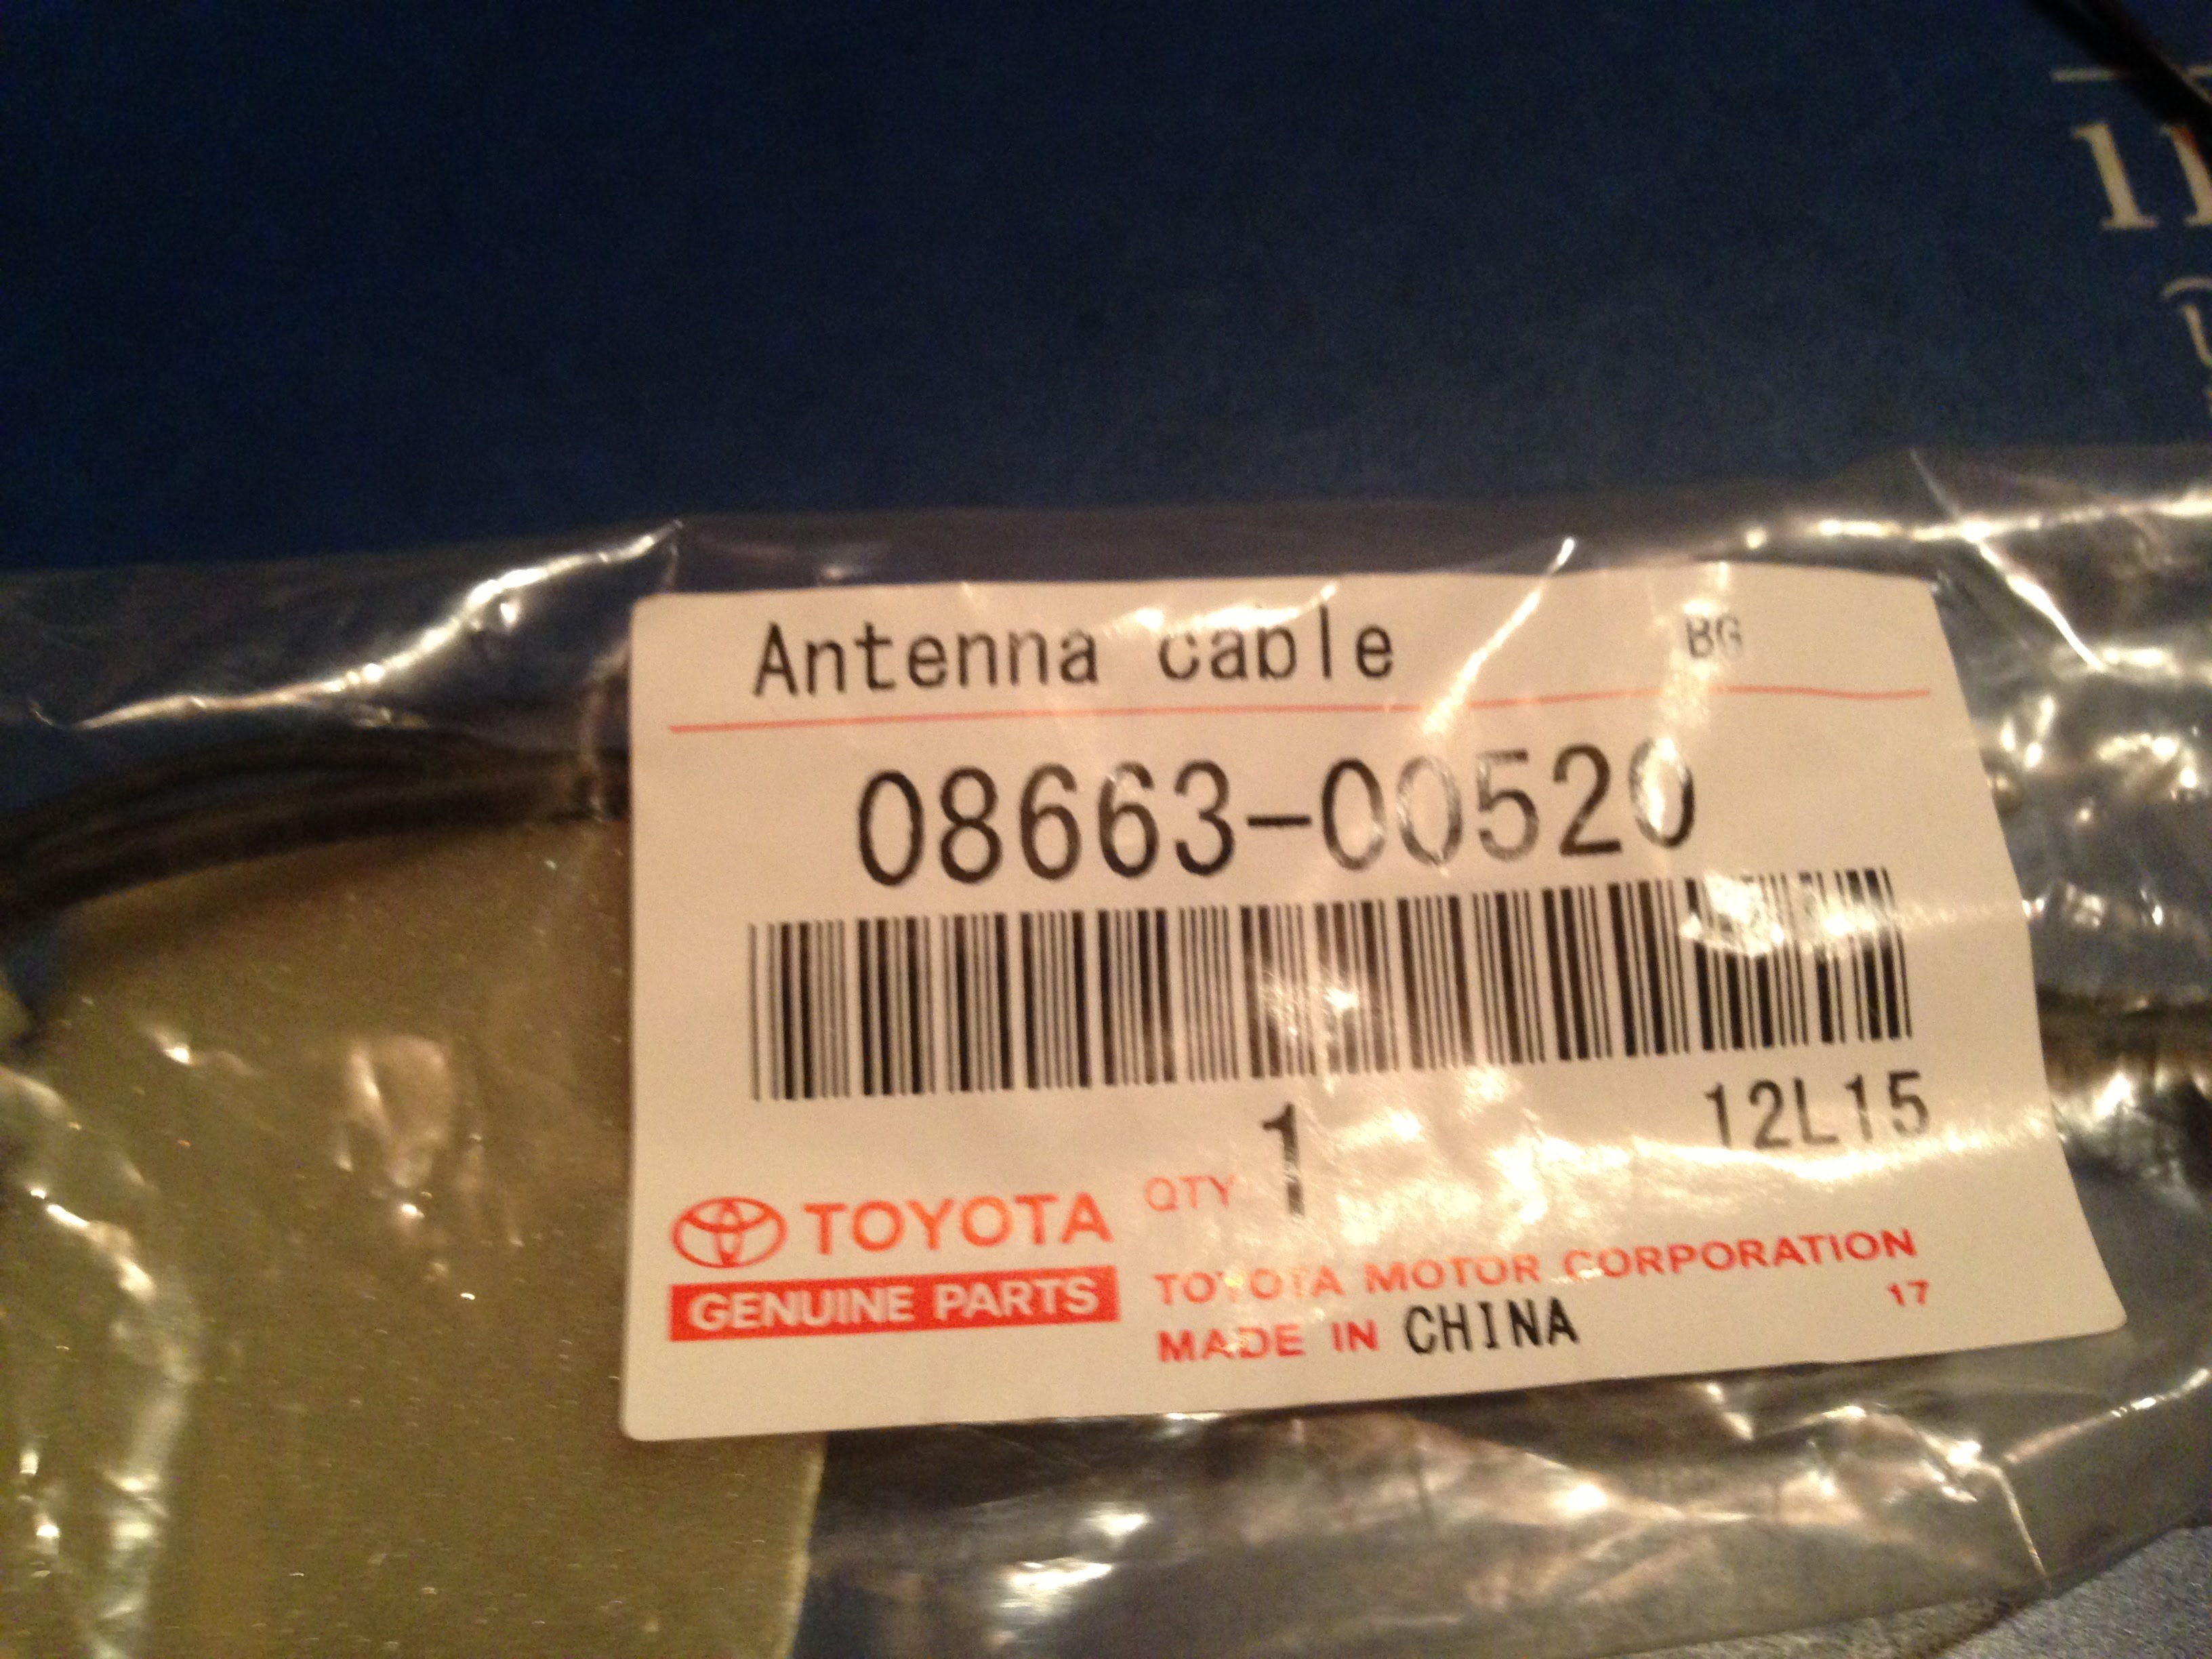 Antenna cable BG
08663-00520
12L15
QTY 1
TOYOTA
GENUINE PARTS
TOYOTA MOTOR CORPORATION
17
MADE IN CHINA